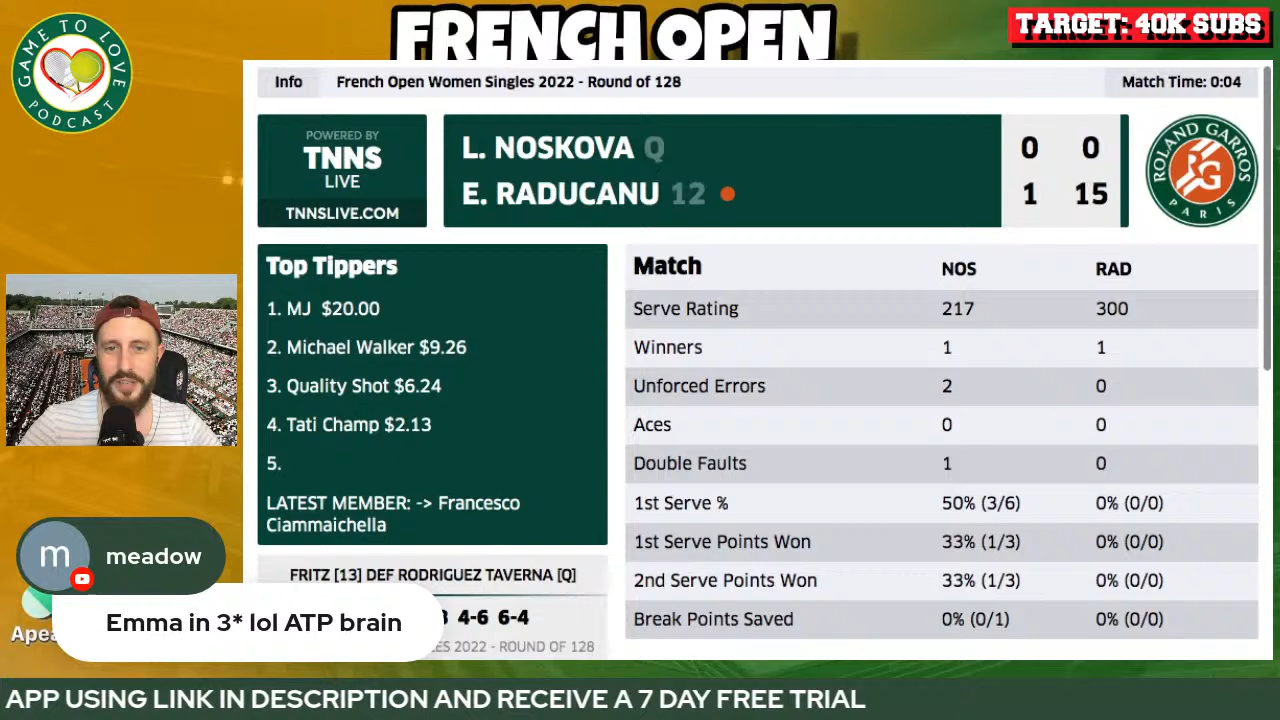 FRENCH OPEN
TARGET: 40K SUBS
GAME TO LOVE
PODCAST
Info
French Open Women Singles 2022 - Round of 128
Match Time: 0:04
POWERED BY
TNNS
LIVE
TNNSLIVE.COM
L. NOSKOVA Q
0 0
E. RADUCANU 12
1 15
ROLAND GARROS
PARIS
Top Tippers
1. MJ $20.00
2. Michael Walker $9.26
3. Quality Shot $6.24
4. Tati Champ $2.13
5.
LATEST MEMBER: -> Francesco
Ciammaichella
Match NOS RAD
Serve Rating 217 300
Winners 1 1
Unforced Errors 2 0
Aces 0 0
Double Faults 1 0
1st Serve % 50% (3/6) 0% (0/0)
1st Serve Points Won 33% (1/3) 0% (0/0)
2nd Serve Points Won 33% (1/3) 0% (0/0)
Break Points Saved 0% (0/1) 0% (0/0)
FRITZ [13] DEF RODRIGUEZ TAVERNA [Q]
4-6 6-4
2022 - ROUND OF 128
m
meadow
Emma in 3* lol ATP brain
APP USING LINK IN DESCRIPTION AND RECEIVE A 7 DAY FREE TRIAL